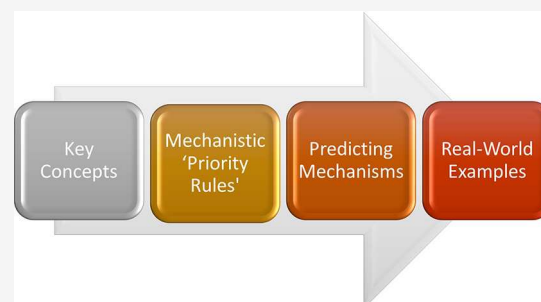 Key
Concepts
Mechanistic
‘Priority
Rules'
Predicting
Mechanisms
Real-World
Examples